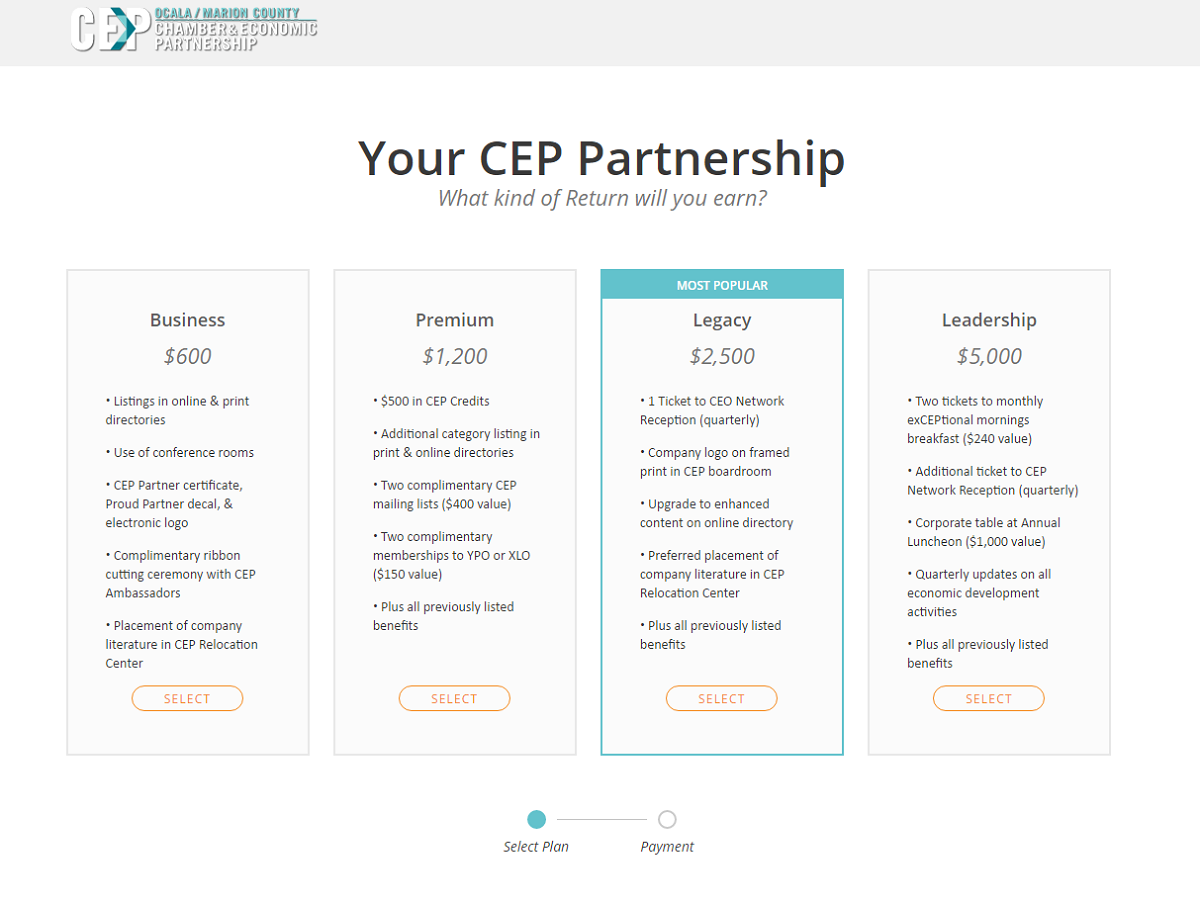 CEP
OCALA / MARION COUNTY
CHAMBER & ECONOMIC
PARTNERSHIP
Your CEP Partnership
What kind of Return will you earn?
Business
$600
• Listings in online & print
directories
• Use of conference rooms
• CEP Partner certificate,
Proud Partner decal, &
electronic logo
• Complimentary ribbon
cutting ceremony with CEP
Ambassadors
• Placement of company
literature in CEP Relocation
Center
SELECT
Premium
$1,200
• $500 in CEP Credits
• Additional category listing in
print & online directories
• Two complimentary CEP
mailing lists ($400 value)
• Two complimentary
memberships to YPO or XLO
($150 value)
• Plus all previously listed
benefits
SELECT
MOST POPULAR
Legacy
$2,500
• 1 Ticket to CEO Network
Reception (quarterly)
• Company logo on framed
print in CEP boardroom
• Upgrade to enhanced
content on online directory
• Preferred placement of
company literature in CEP
Relocation Center
• Plus all previously listed
benefits
SELECT
Leadership
$5,000
• Two tickets to monthly
exCEPtional mornings
breakfast ($240 value)
• Additional ticket to CEP
Network Reception (quarterly)
• Corporate table at Annual
Luncheon ($1,000 value)
• Quarterly updates on all
economic development
activities
• Plus all previously listed
benefits
SELECT
Select Plan
Payment